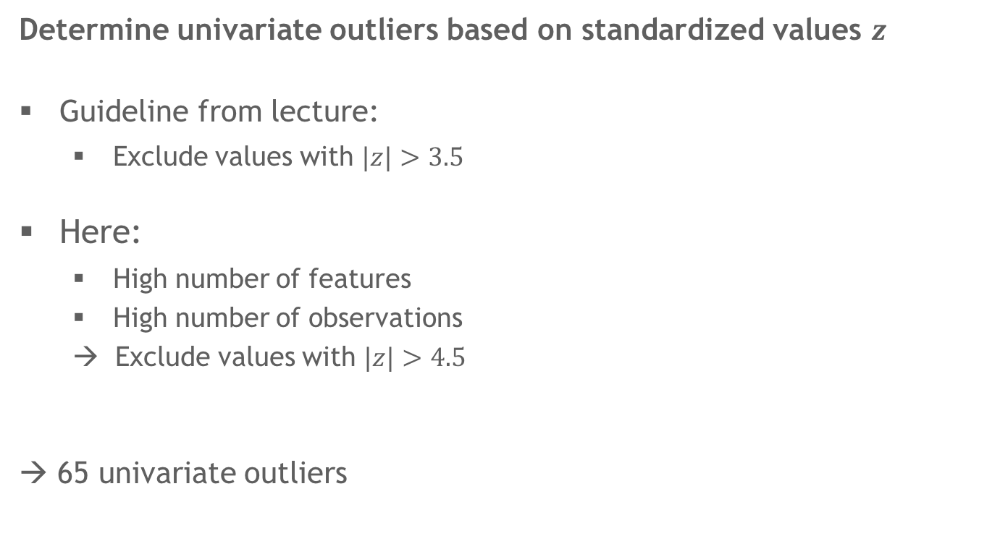 Determine univariate outliers based on standardized values z
▪ Guideline from lecture:
▪ Exclude values with |z| > 3.5
▪ Here:
▪ High number of features
▪ High number of observations
→ Exclude values with |z| > 4.5
→ 65 univariate outliers